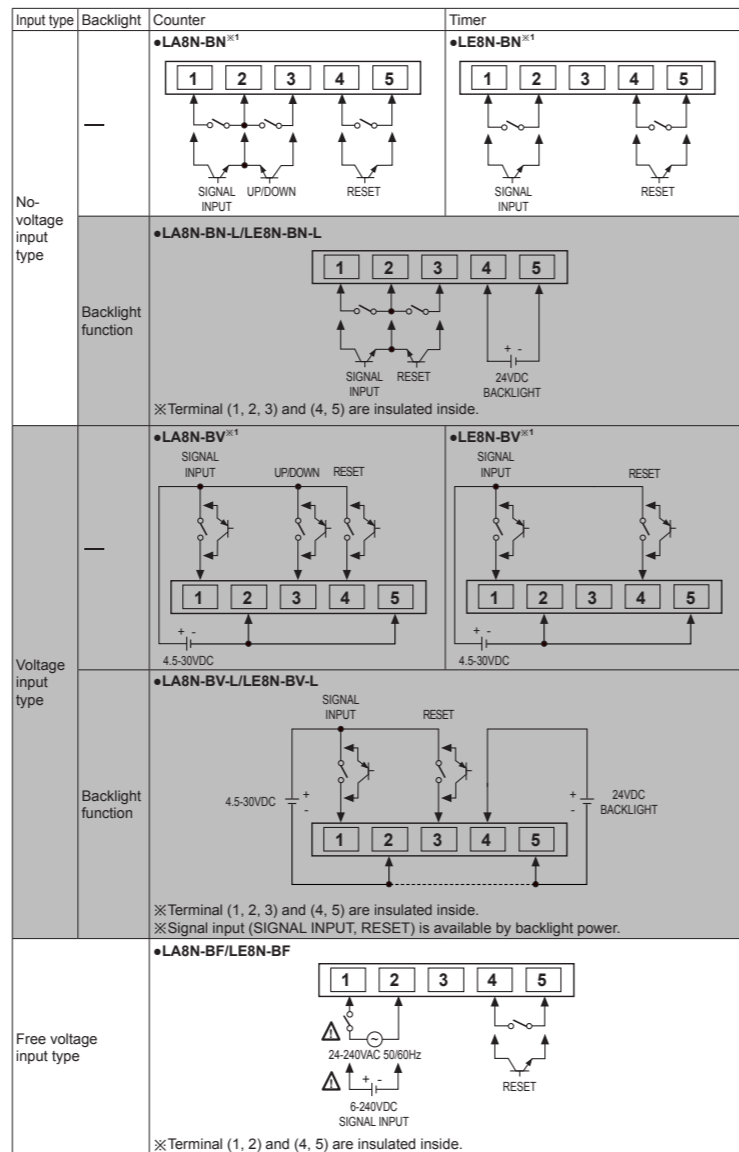 Input type Backlight Counter Timer
●LA8N-BN※1 ●LE8N-BN※1
1 2 3 4 5 1 2 3 4 5
—
SIGNAL INPUT UP/DOWN RESET SIGNAL INPUT RESET
No-voltage input type
●LA8N-BN-L/LE8N-BN-L
1 2 3 4 5
Backlight function
+ -
SIGNAL INPUT RESET 24VDC BACKLIGHT
※Terminal (1, 2, 3) and (4, 5) are insulated inside.
●LA8N-BV※1 ●LE8N-BV※1
SIGNAL INPUT UP/DOWN RESET SIGNAL INPUT RESET
—
1 2 3 4 5 1 2 3 4 5
+ - + -
4.5-30VDC 4.5-30VDC
Voltage input type
●LA8N-BV-L/LE8N-BV-L
SIGNAL INPUT RESET
Backlight function
4.5-30VDC + - + - 24VDC BACKLIGHT
1 2 3 4 5
※Terminal (1, 2, 3) and (4, 5) are insulated inside.
※Signal input (SIGNAL INPUT, RESET) is available by backlight power.
●LA8N-BF/LE8N-BF
1 2 3 4 5
Free voltage input type
24-240VAC 50/60Hz
+ -
RESET
6-240VDC
SIGNAL INPUT
※Terminal (1, 2) and (4, 5) are insulated inside.